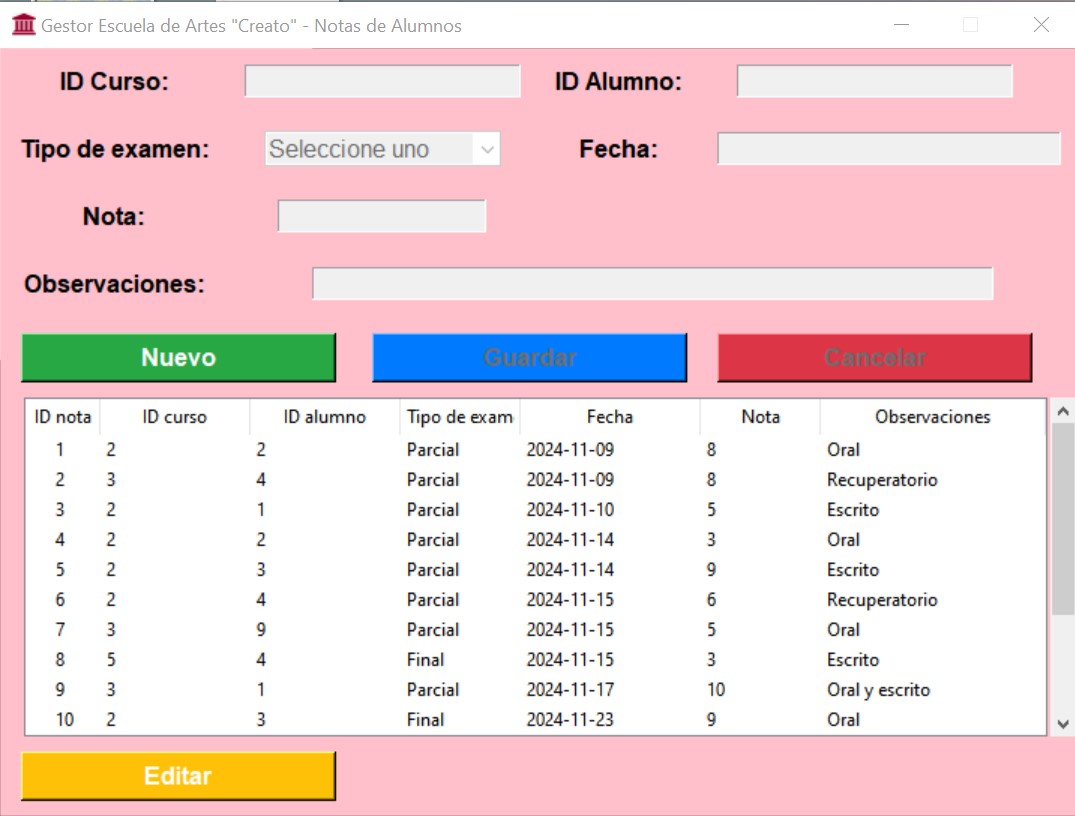 Gestor Escuela de Artes "Creato" - Notas de Alumnos
ID Curso: ID Alumno:
Tipo de examen: Seleccione uno Fecha:
Nota:
Observaciones:
Nuevo Guardar Cancelar
ID nota ID curso ID alumno Tipo de exam Fecha Nota Observaciones
1 2 2 Parcial 2024-11-09 8 Oral
2 3 4 Parcial 2024-11-09 8 Recuperatorio
3 2 1 Parcial 2024-11-10 5 Escrito
4 2 2 Parcial 2024-11-14 3 Oral
5 2 3 Parcial 2024-11-14 9 Escrito
6 2 4 Parcial 2024-11-15 6 Recuperatorio
7 3 9 Parcial 2024-11-15 5 Oral
8 5 4 Final 2024-11-15 3 Escrito
9 3 1 Parcial 2024-11-17 10 Oral y escrito
10 2 3 Final 2024-11-23 9 Oral
Editar